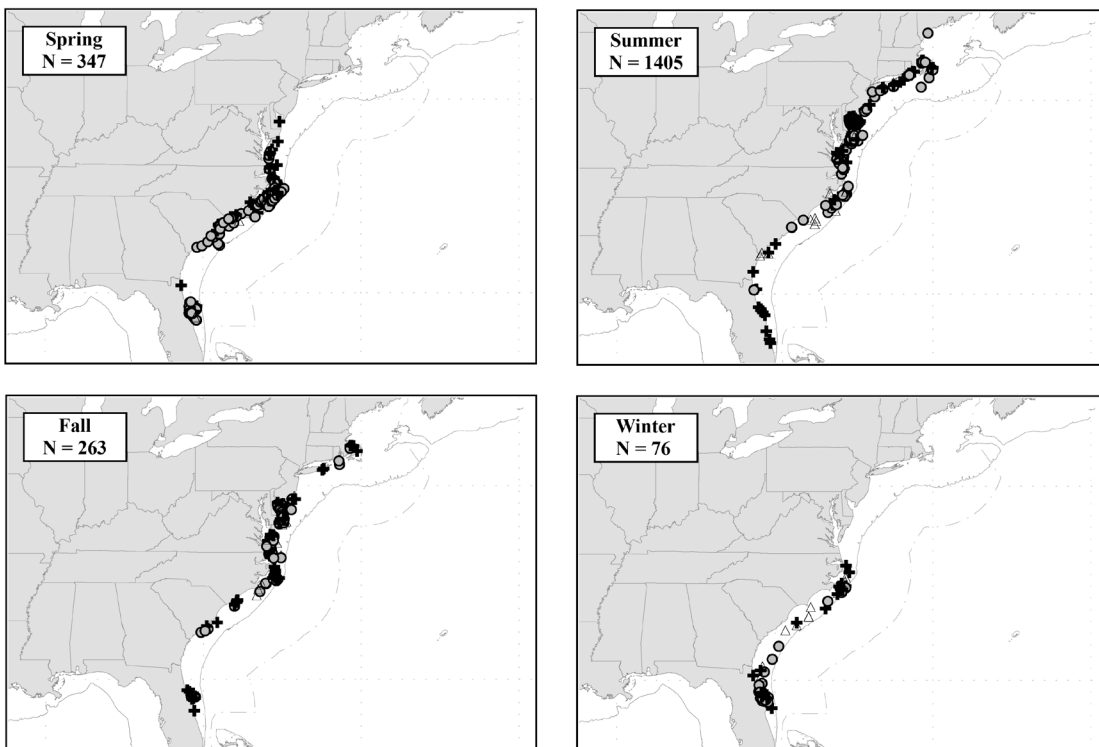 Spring
N = 347
Summer
N = 1405
Fall
N = 263
Winter
N = 76